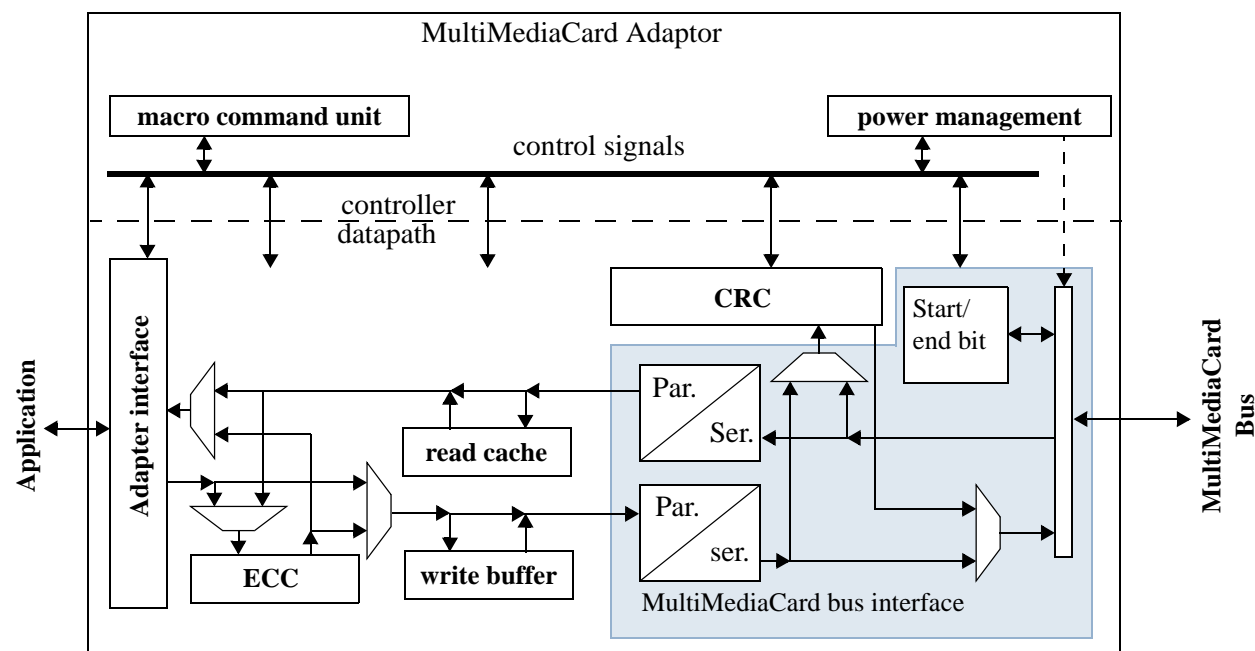 MultiMediaCard Adaptor
macro command unit
power management
control signals
controller
datapath
CRC
Start/
end bit
Application
Adapter interface
MultiMediaCard
Bus
Par.
Ser.
read cache
Par.
ser.
ECC
write buffer
MultiMediaCard bus interface